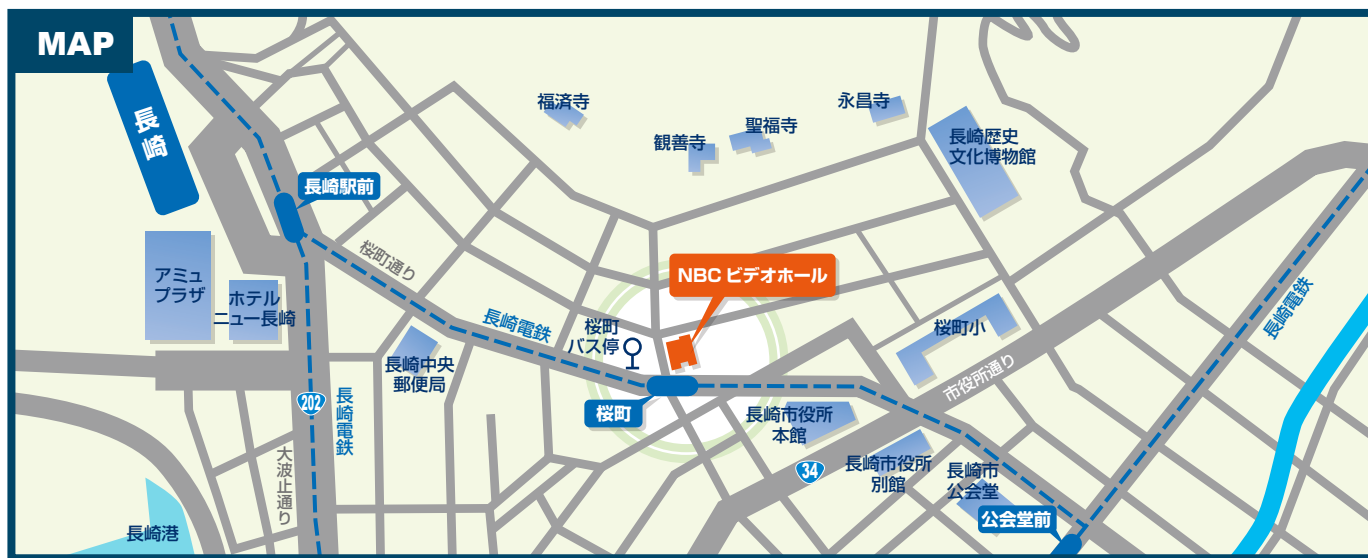 MAP
長崎
長崎駅前
アミュ
プラザ
ホテル
ニュー長崎
桜町通り
福済寺
観善寺
聖福寺
永昌寺
長崎歴史
文化博物館
NBC ビデオホール
長崎電鉄
桜町
バス停
長崎中央
郵便局
桜町
桜町小
市役所通り
長崎電鉄
202
長崎電鉄
大波止通り
長崎港
長崎市役所
本館
34
長崎市役所
別館
長崎市
公会堂
公会堂前